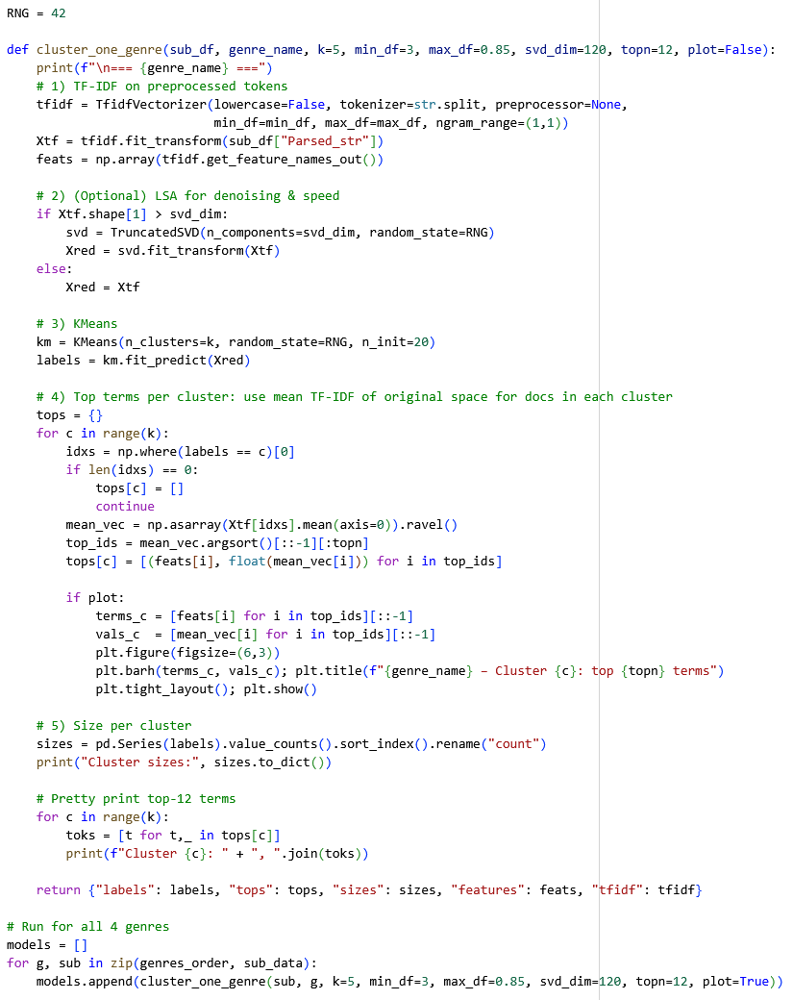 RNG = 42

def cluster_one_genre(sub_df, genre_name, k=5, min_df=3, max_df=0.85, svd_dim=120, topn=12, plot=False):
    print(f"\n=== {genre_name} ===")
    # 1) TF-IDF on preprocessed tokens
    tfidf = TfidfVectorizer(lowercase=False, tokenizer=str.split, preprocessor=None,
                            min_df=min_df, max_df=max_df, ngram_range=(1,1))
    Xtf = tfidf.fit_transform(sub_df["Parsed_str"])
    feats = np.array(tfidf.get_feature_names_out())

    # 2) (Optional) LSA for denoising & speed
    if Xtf.shape[1] > svd_dim:
        svd = TruncatedSVD(n_components=svd_dim, random_state=RNG)
        Xred = svd.fit_transform(Xtf)
    else:
        Xred = Xtf

    # 3) KMeans
    km = KMeans(n_clusters=k, random_state=RNG, n_init=20)
    labels = km.fit_predict(Xred)

    # 4) Top terms per cluster: use mean TF-IDF of original space for docs in each cluster
    tops = {}
    for c in range(k):
        idxs = np.where(labels == c)[0]
        if len(idxs) == 0:
            tops[c] = []
            continue
        mean_vec = np.asarray(Xtf[idxs].mean(axis=0)).ravel()
        top_ids = mean_vec.argsort()[::-1][:topn]
        tops[c] = [(feats[i], float(mean_vec[i])) for i in top_ids]

        if plot:
            terms_c = [feats[i] for i in top_ids][::-1]
            vals_c  = [mean_vec[i] for i in top_ids][::-1]
            plt.figure(figsize=(6,3))
            plt.barh(terms_c, vals_c); plt.title(f"{genre_name} – Cluster {c}: top {topn} terms")
            plt.tight_layout(); plt.show()

    # 5) Size per cluster
    sizes = pd.Series(labels).value_counts().sort_index().rename("count")
    print("Cluster sizes:", sizes.to_dict())

    # Pretty print top-12 terms
    for c in range(k):
        toks = [t for t,_ in tops[c]]
        print(f"Cluster {c}: " + ", ".join(toks))

    return {"labels": labels, "tops": tops, "sizes": sizes, "features": feats, "tfidf": tfidf}

# Run for all 4 genres
models = []
for g, sub in zip(genres_order, sub_data):
    models.append(cluster_one_genre(sub, g, k=5, min_df=3, max_df=0.85, svd_dim=120, topn=12, plot=True))